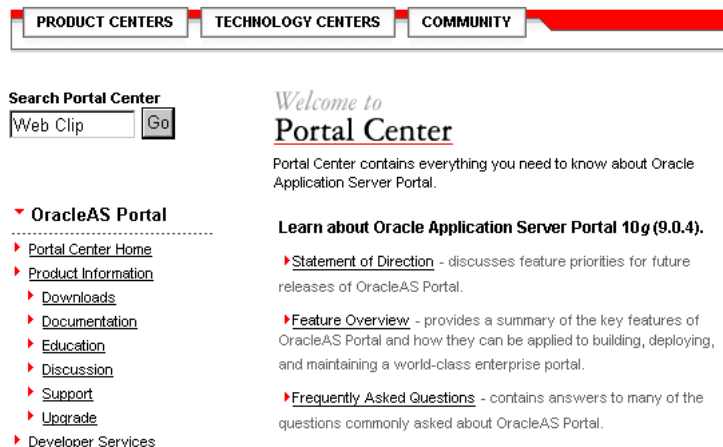 PRODUCT CENTERS
TECHNOLOGY CENTERS
COMMUNITY
Search Portal Center
Web Clip
Go
OracleAS Portal
Portal Center Home
Product Information
Downloads
Documentation
Education
Discussion
Support
Upgrade
Developer Services
Welcome to
Portal Center
Portal Center contains everything you need to know about Oracle
Application Server Portal.
Learn about Oracle Application Server Portal 10g (9.0.4).
Statement of Direction - discusses feature priorities for future
releases of OracleAS Portal.
Feature Overview - provides a summary of the key features of
OracleAS Portal and how they can be applied to building, deploying,
and maintaining a world-class enterprise portal.
Frequently Asked Questions - contains answers to many of the
questions commonly asked about OracleAS Portal.